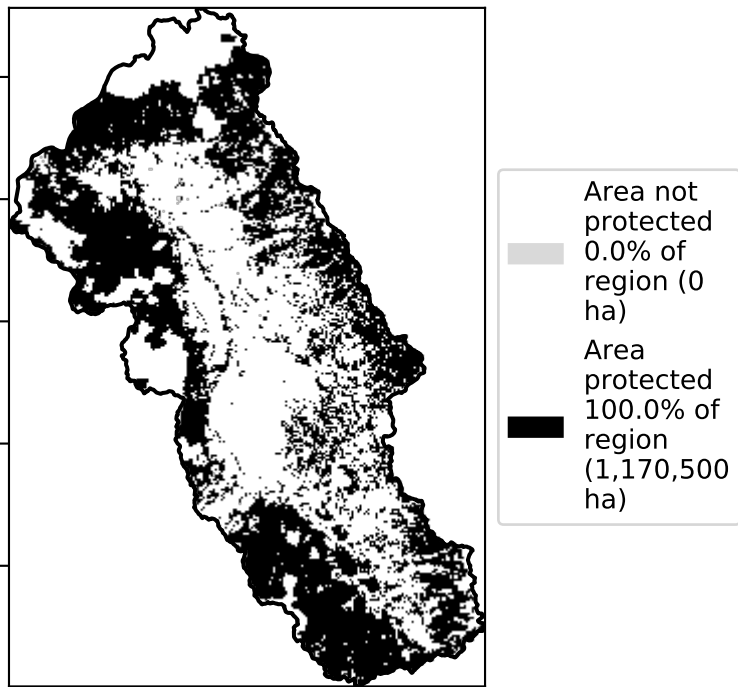 Area not
protected
0.0% of
region (0
ha)
Area
protected
100.0% of
region
(1,170,500
ha)